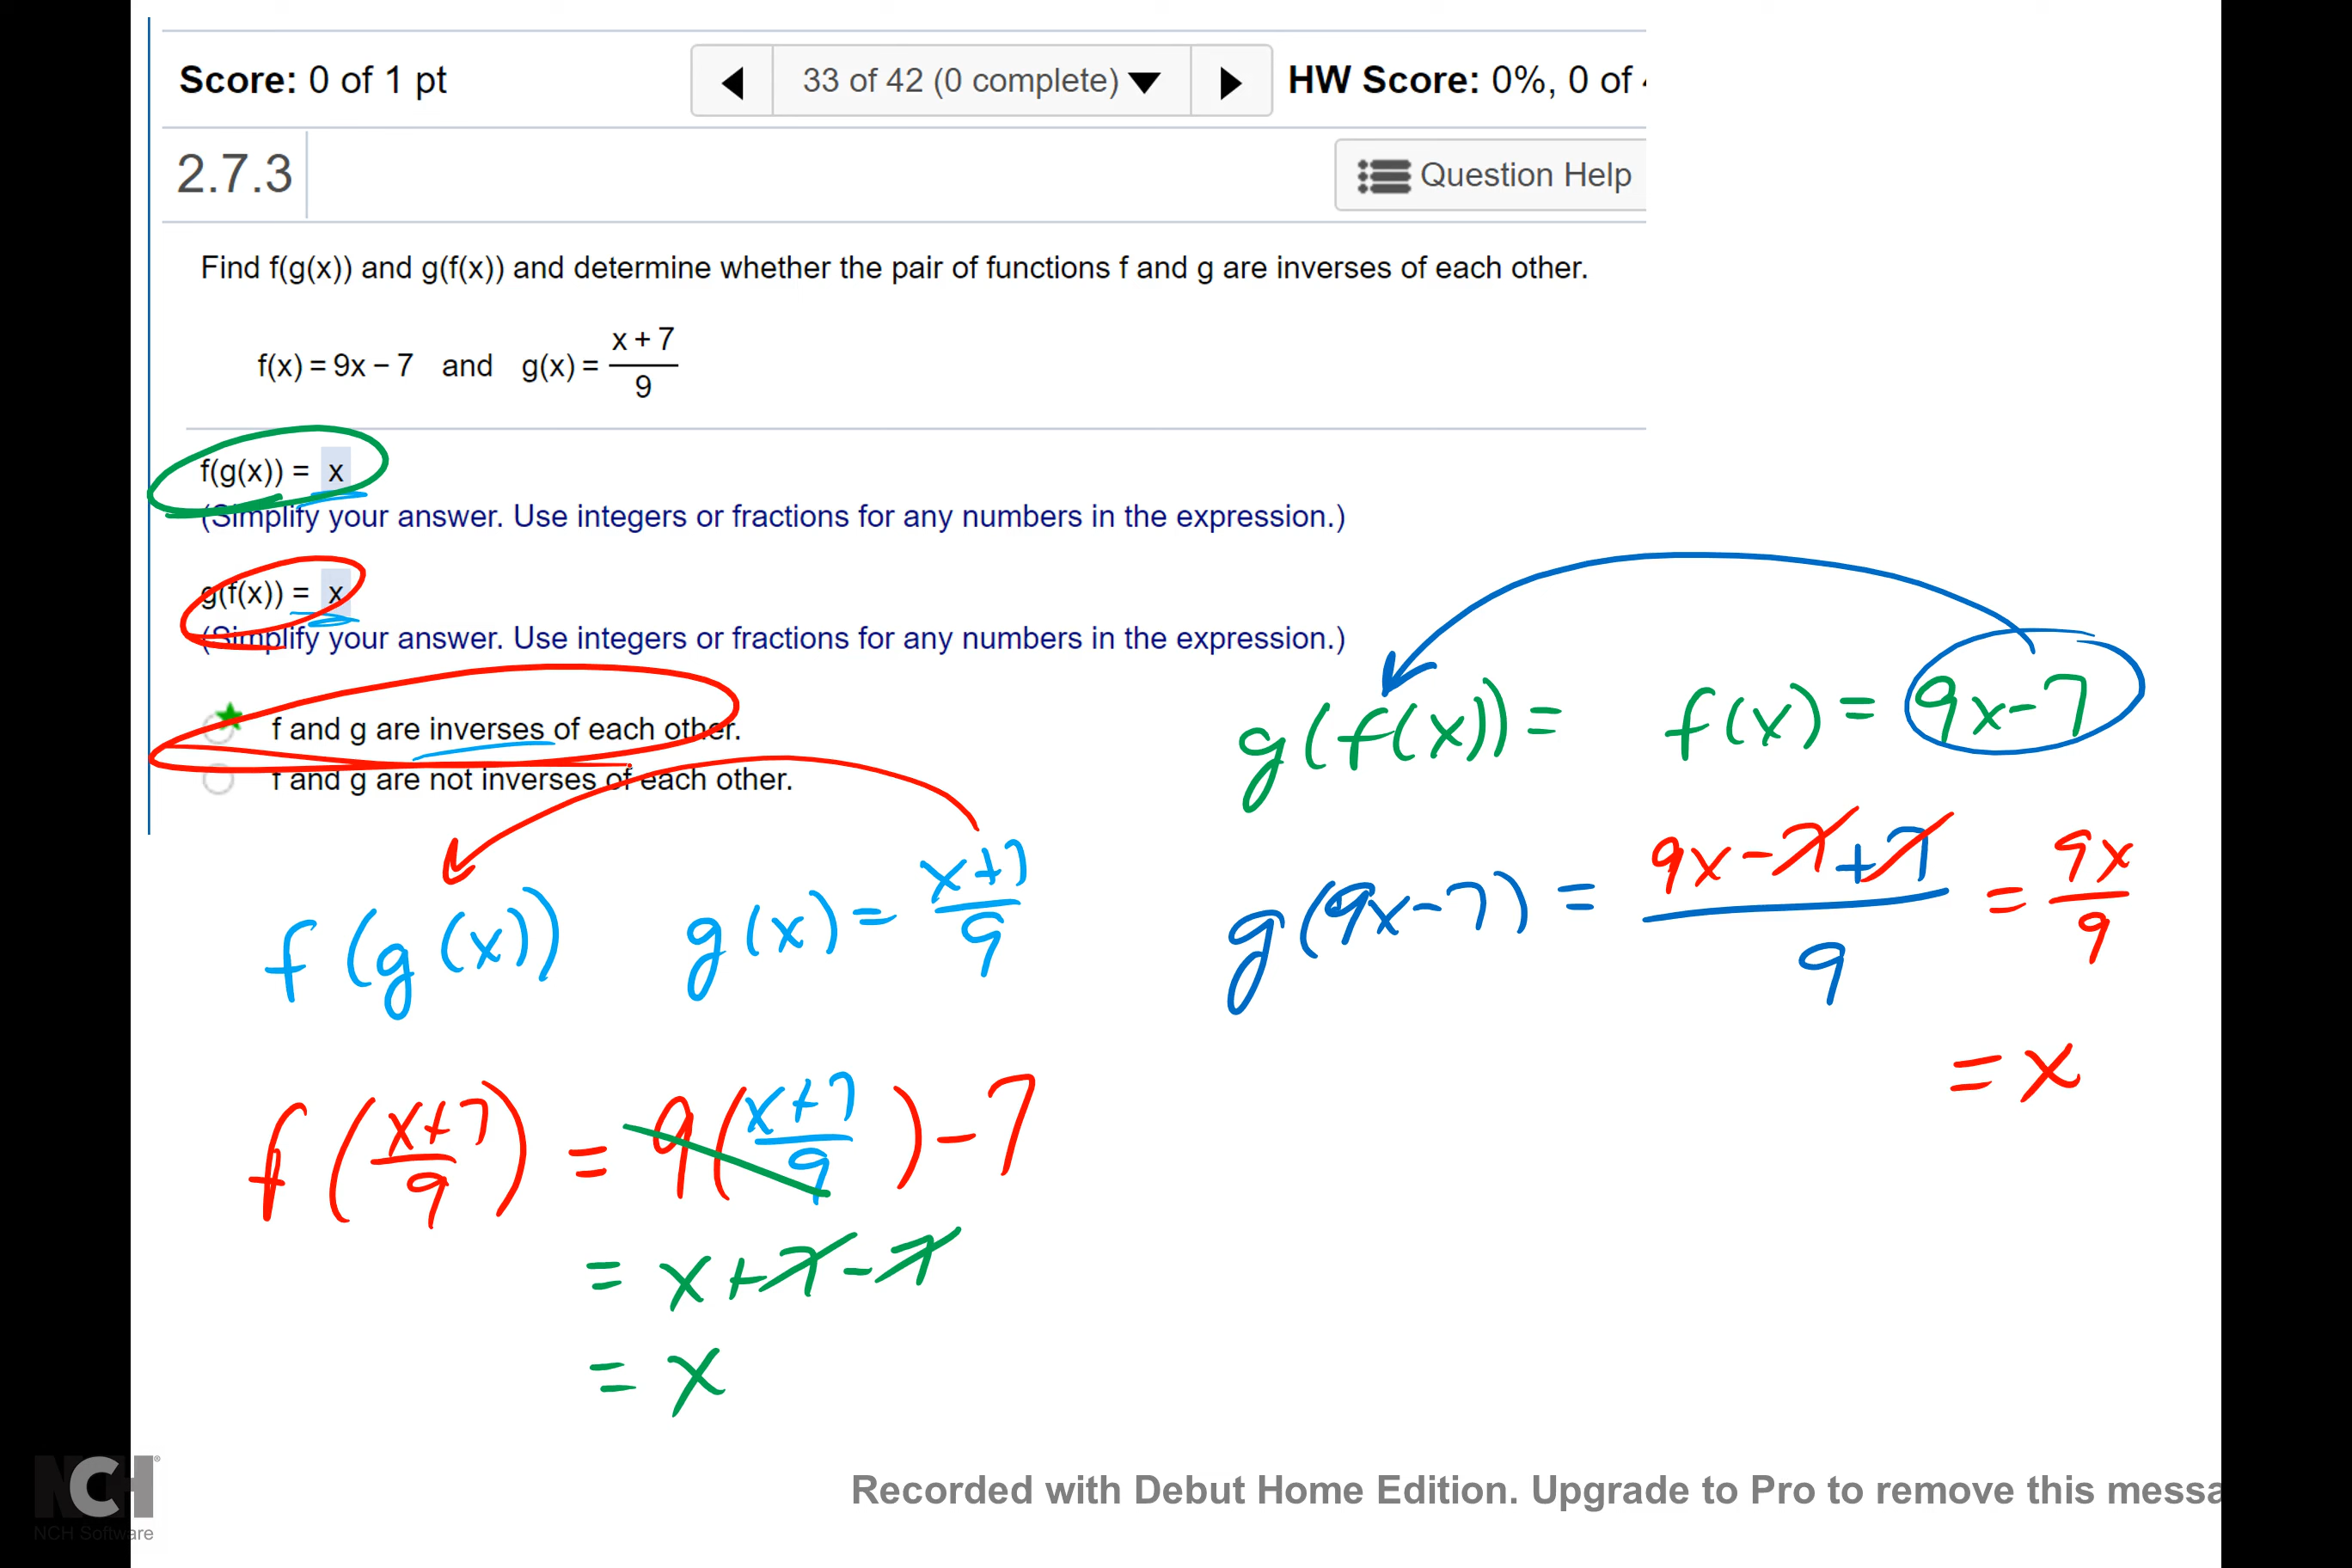 Score: 0 of 1 pt
33 of 42 (0 complete)
HW Score: 0%, 0 of
2.7.3
Question Help
Find f(g(x)) and g(f(x)) and determine whether the pair of functions f and g are inverses of each other.
f(x) = 9x − 7 and g(x) = (x + 7)/9
f(g(x)) = x
(Simplify your answer. Use integers or fractions for any numbers in the expression.)
g(f(x)) = x
(Simplify your answer. Use integers or fractions for any numbers in the expression.)
f and g are inverses of each other.
f and g are not inverses of each other.
f(g(x)) g(x) = (x+7)/9
f((x+7)/9) = 9((x+7)/9) − 7
= x + 7 − 7
= x
g(f(x)) = f(x) = 9x − 7
g(9x − 7) = (9x − 7 + 7)/9 = 9x/9
= x
NCH®
NCH Software
Recorded with Debut Home Edition. Upgrade to Pro to remove this messa